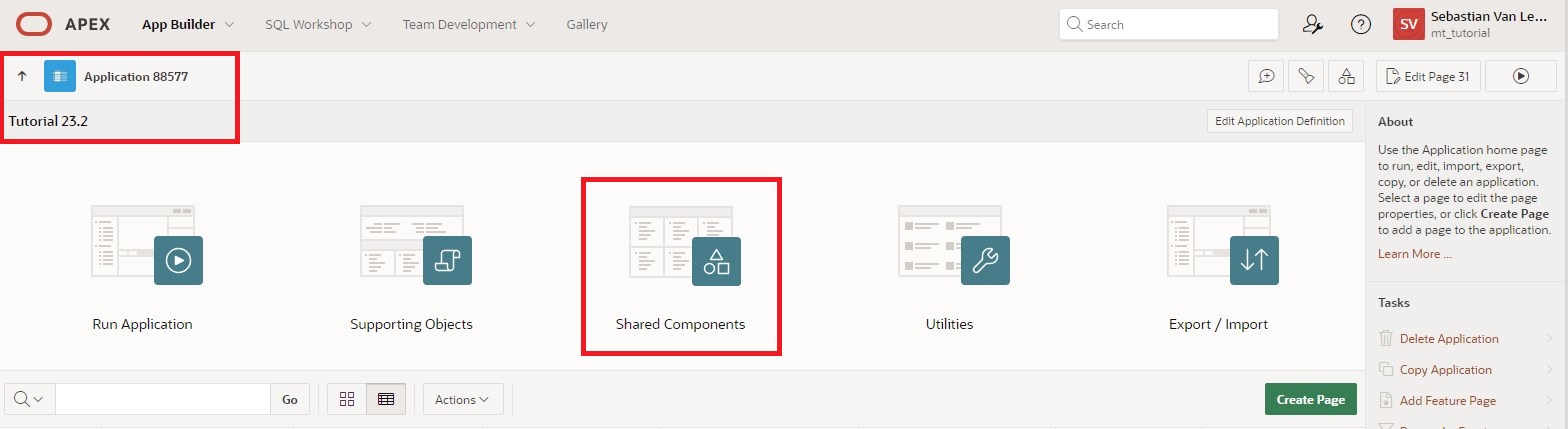 APEX App Builder SQL Workshop Team Development Gallery Search SV Sebastian Van Le...
mt_tutorial
Application 88577 Edit Page 31
Tutorial 23.2 Edit Application Definition
About
Use the Application home page
to run, edit, import, export,
copy, or delete an application.
Select a page to edit the page
properties, or click Create Page
to add a page to the application.
Learn More ...
Run Application Supporting Objects Shared Components Utilities Export / Import
Tasks
Delete Application
Copy Application
Add Feature Page
Go Actions Create Page